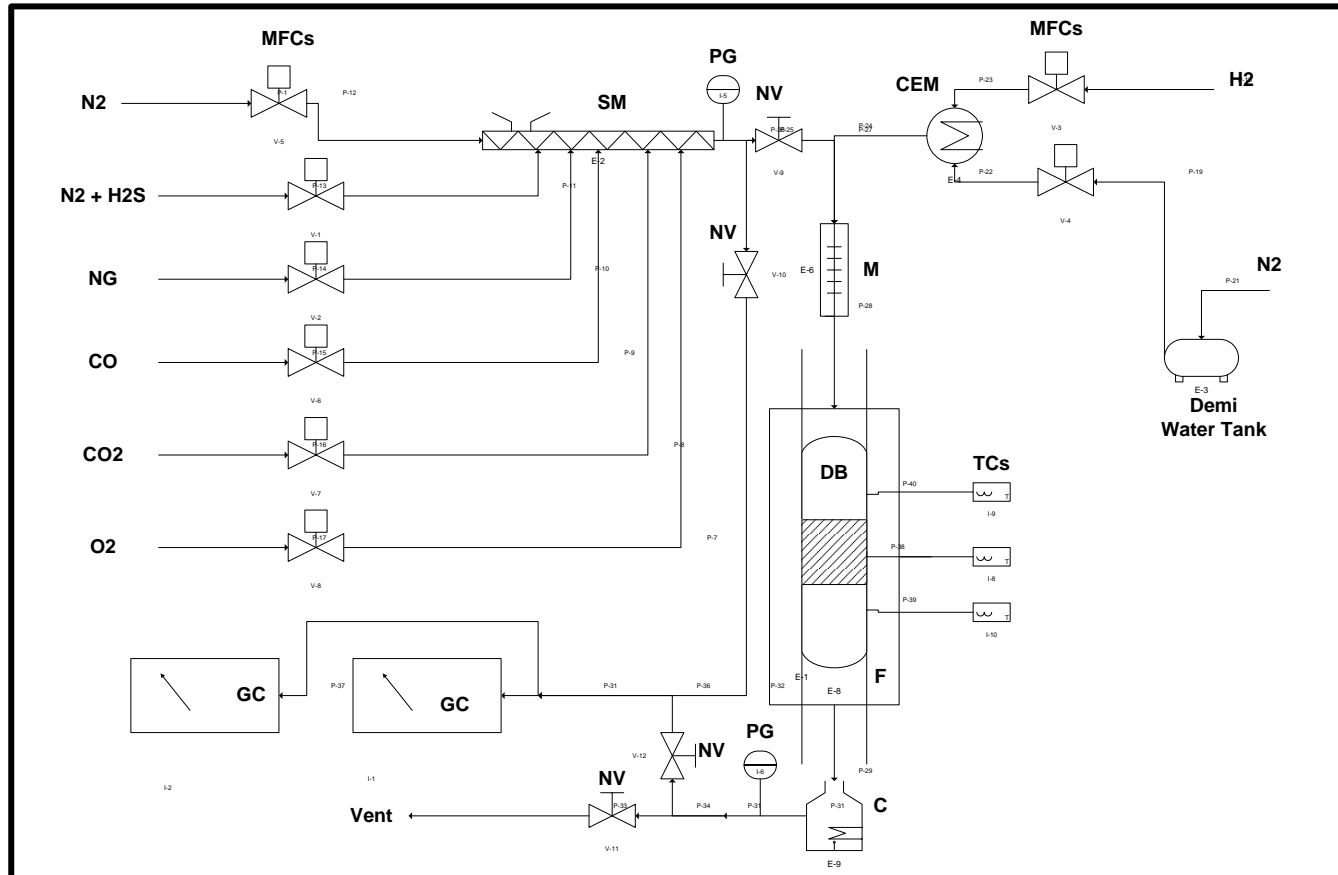 MFCs
MFCs
PG
NV
CEM
SM
N2
H2
P-1
P-12
I-5
P-25
P-24
P-27
P-23
V-5
E-2
V-9
V-3
P-13
P-11
N2 + H2S
P-22
E-4
P-19
V-4
V-1
NV
P-14
P-10
NG
V-10
E-6
M
N2
P-21
P-28
V-2
P-15
P-9
CO
E-3
V-6
Demi
Water Tank
P-16
P-8
CO2
DB
TCs
V-7
P-40
I-9
P-17
P-7
O2
P-38
V-8
I-8
P-39
I-10
GC
P-37
GC
P-31
P-36
P-32
E-1
F
E-8
PG
V-12
NV
I-6
P-29
I-2
I-1
NV
Vent
P-33
P-34
P-31
P-31
C
V-11
E-9